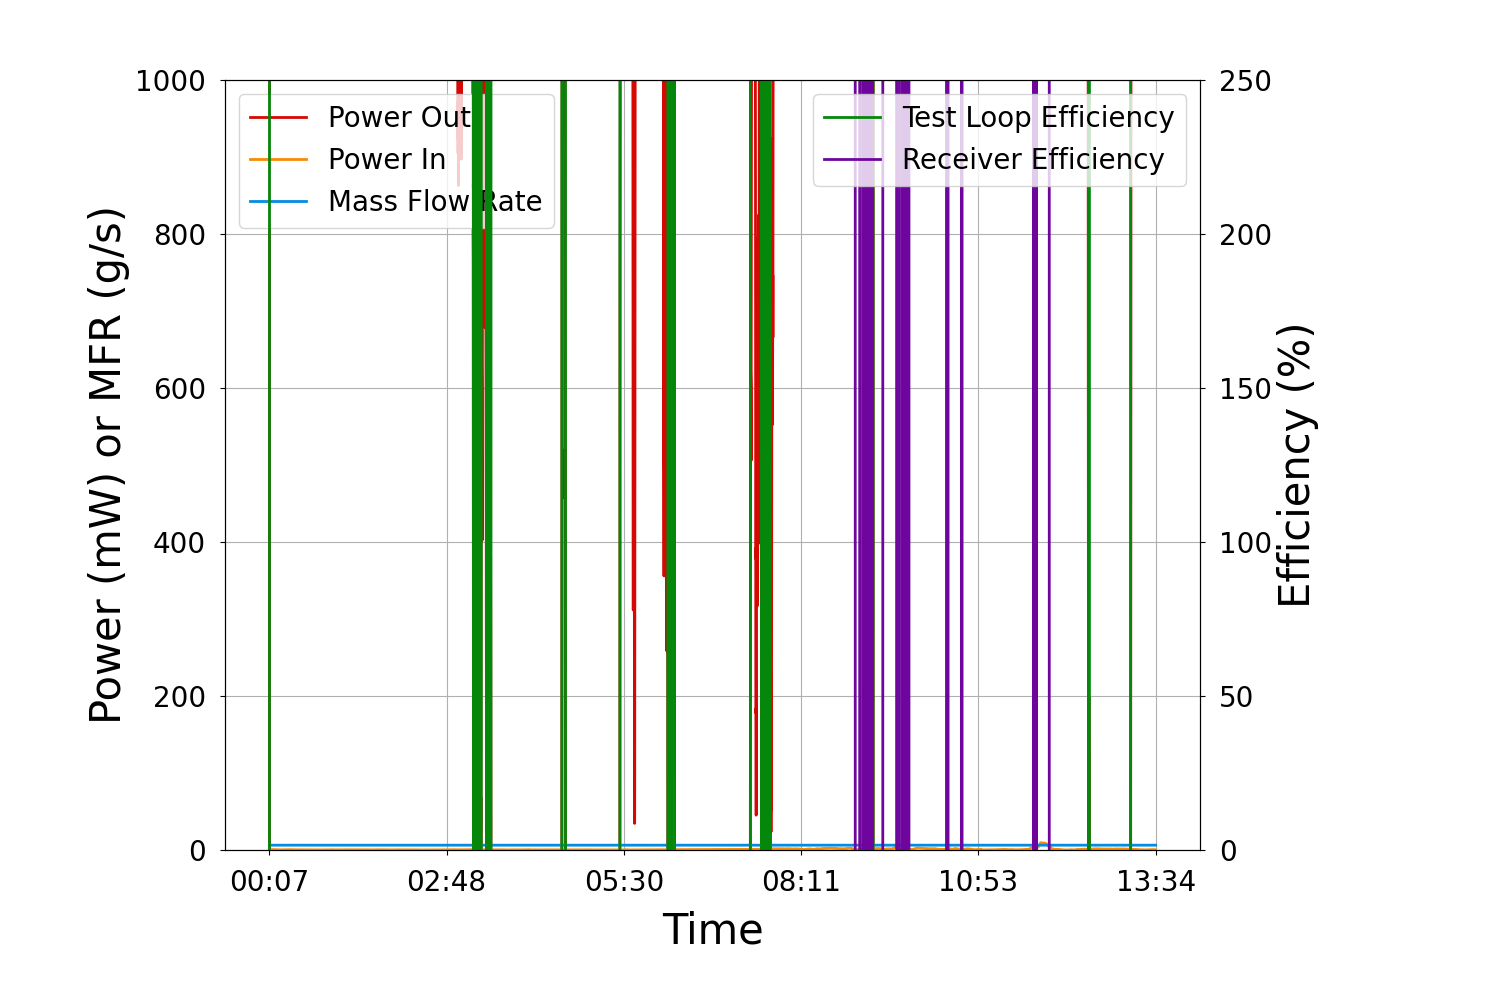 1000
800
600
400
200
0
Power (mW) or MFR (g/s)
Power Out
Power In
Mass Flow Rate
Test Loop Efficiency
Receiver Efficiency
250
200
150
100
50
0
Efficiency (%)
00:07 02:48 05:30 08:11 10:53 13:34
Time